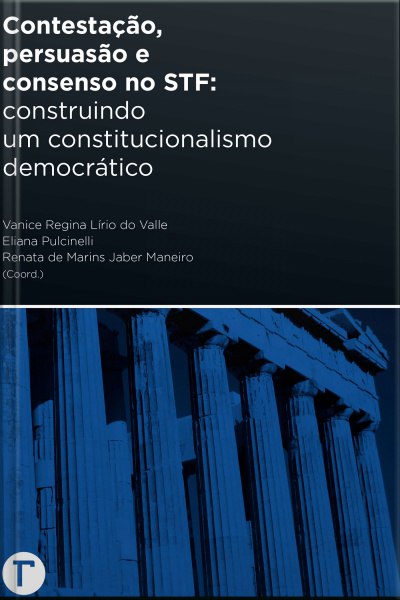 Contestação,
persuasão e
consenso no STF:
construindo
um constitucionalismo
democrático
Vanice Regina Lírio do Valle
Eliana Pulcinelli
Renata de Marins Jaber Maneiro
(Coord.)
T